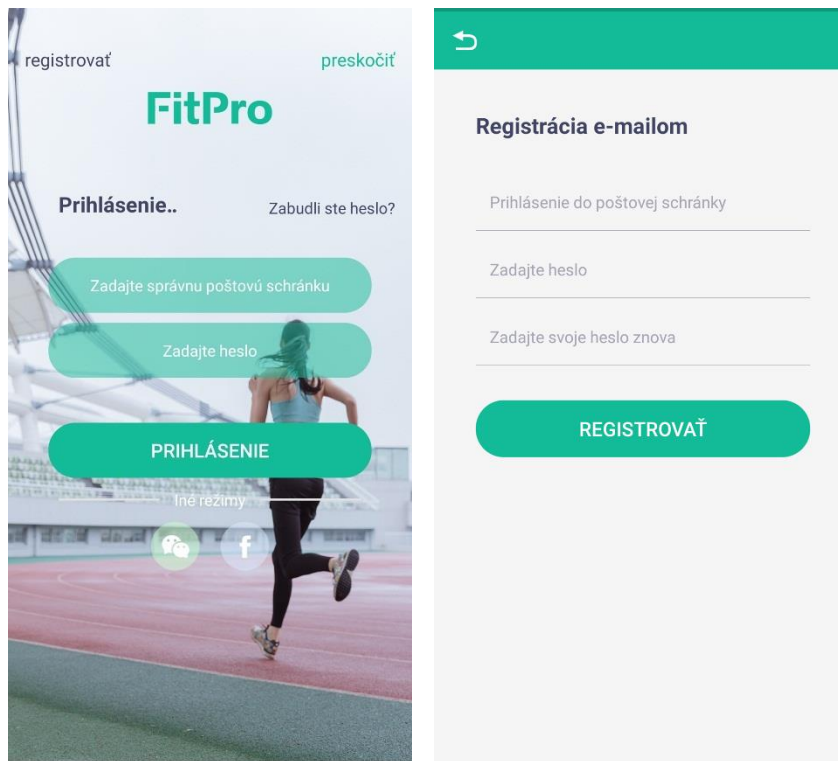 registrovať
preskočiť
FitPro
Prihlásenie..
Zabudli ste heslo?
Zadajte správnu poštovú schránku
Zadajte heslo
PRIHLÁSENIE
Iné režimy
Registrácia e-mailom
Prihlásenie do poštovej schránky
Zadajte heslo
Zadajte svoje heslo znova
REGISTROVAŤ